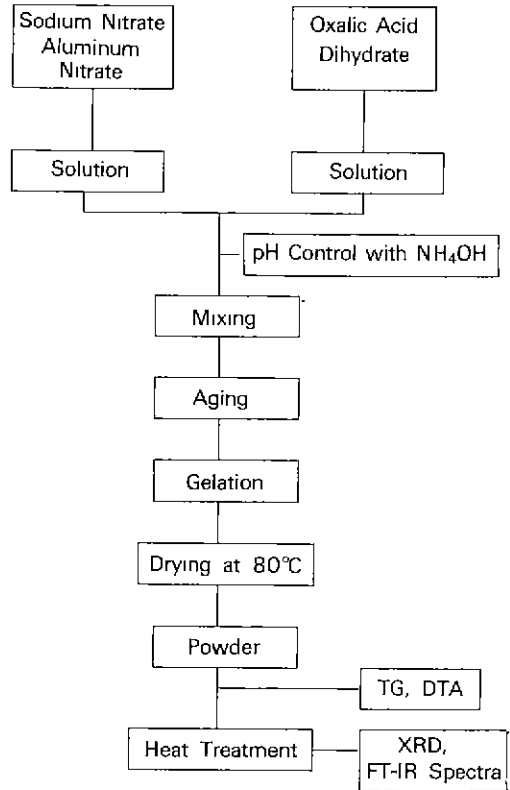 Sodium Nitrate
Aluminum
Nitrate
Oxalic Acid
Dihydrate
Solution
Solution
pH Control with NH₄OH
Mixing
Aging
Gelation
Drying at 80℃
Powder
TG, DTA
Heat Treatment
XRD,
FT-IR Spectra